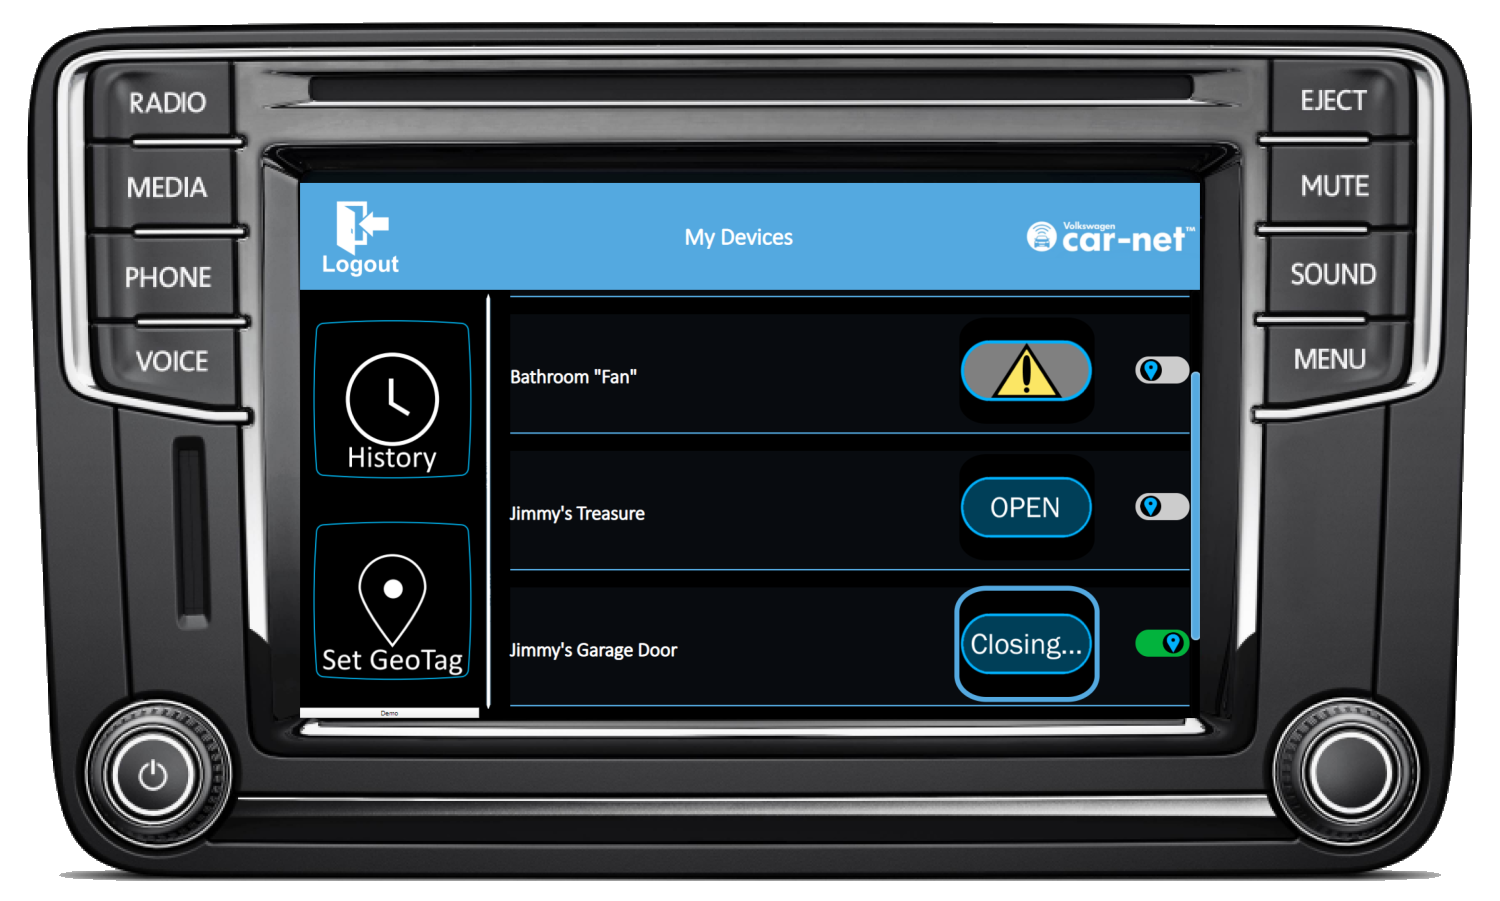 RADIO
MEDIA
PHONE
VOICE
EJECT
MUTE
SOUND
MENU
Logout
My Devices
Volkswagen
car-net™
History
Set GeoTag
Demo
Bathroom "Fan"
Jimmy's Treasure
OPEN
Jimmy's Garage Door
Closing...